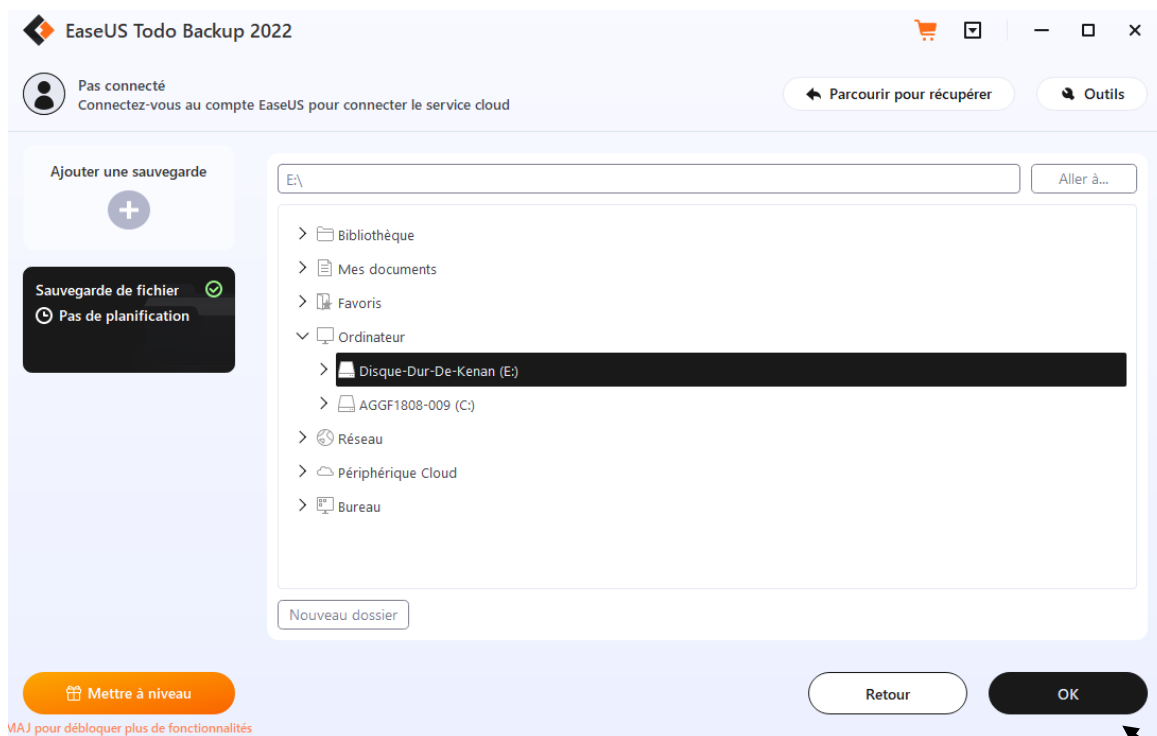 EaseUS Todo Backup 2022
Pas connecté
Connectez-vous au compte EaseUS pour connecter le service cloud
Parcourir pour récupérer
Outils
Ajouter une sauvegarde
E:\
Aller à...
Sauvegarde de fichier
Pas de planification
Bibliothèque
Mes documents
Favoris
Ordinateur
Disque-Dur-De-Kenan (E:)
AGGF1808-009 (C:)
Réseau
Périphérique Cloud
Bureau
Nouveau dossier
Mettre à niveau
MAJ pour débloquer plus de fonctionnalités
Retour
OK